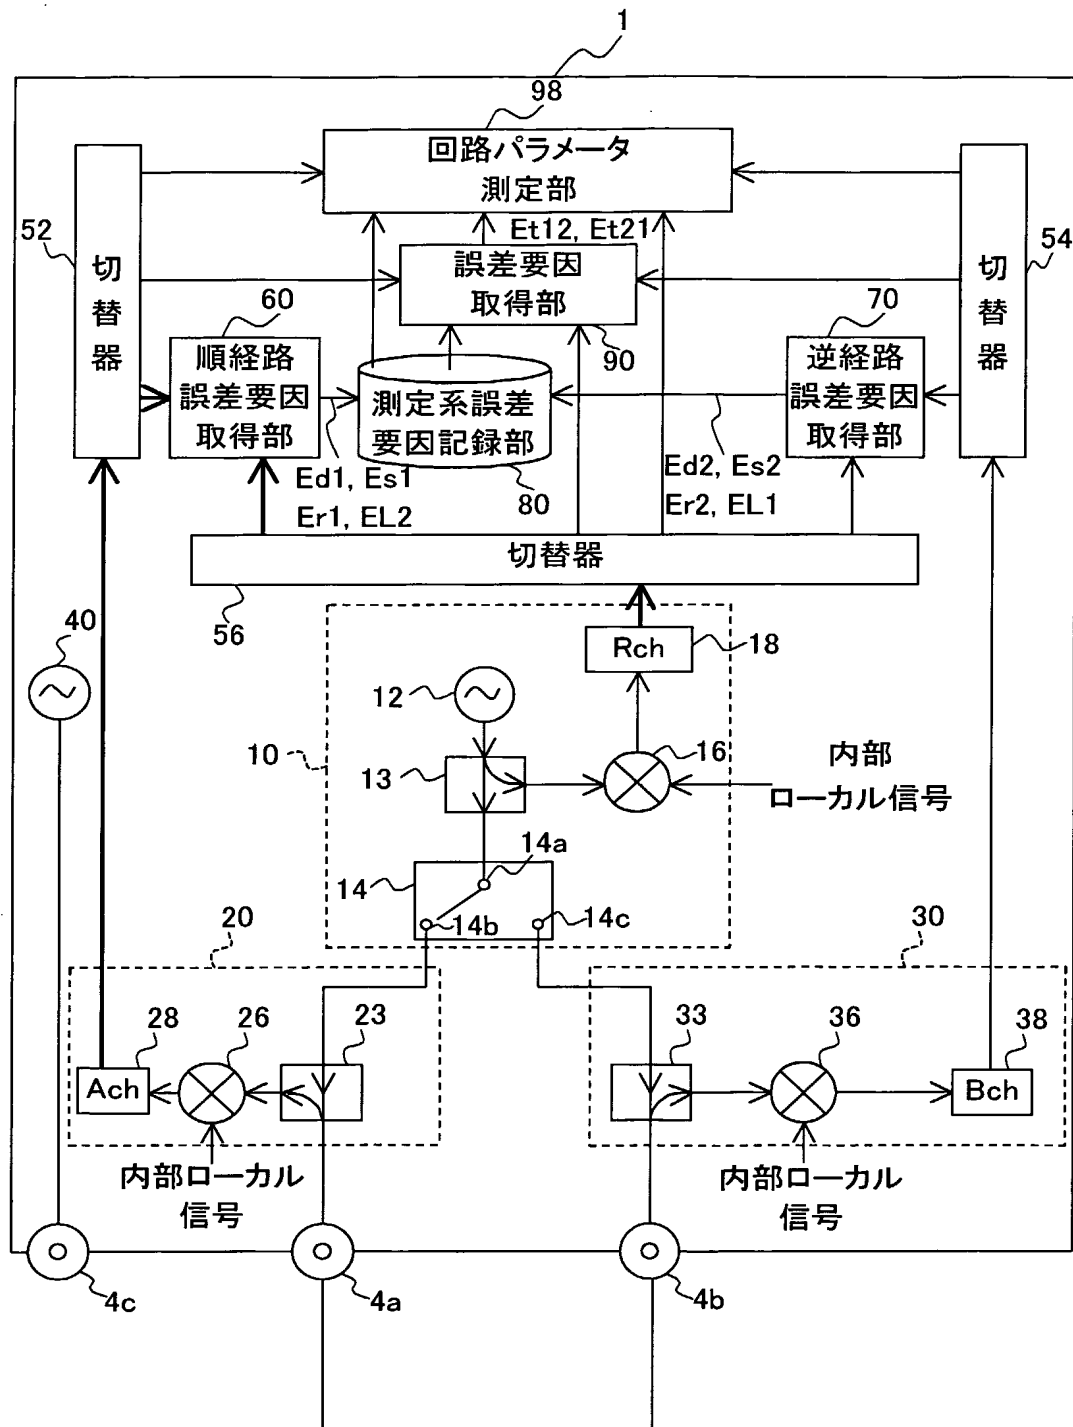 1
98
回路パラメータ
測定部
52
54
切替器
切替器
Et12, Et21
誤差要因
取得部
90
60
順経路
誤差要因
取得部
70
逆経路
誤差要因
取得部
測定系誤差
要因記録部
80
Ed1, Es1
Er1, EL2
Ed2, Es2
Er2, EL1
切替器
56
40
Rch
18
12
10
13
16
内部
ローカル信号
14
14a
14b
14c
20
30
28
26
23
33
36
38
Ach
Bch
内部ローカル
信号
内部ローカル
信号
4c
4a
4b